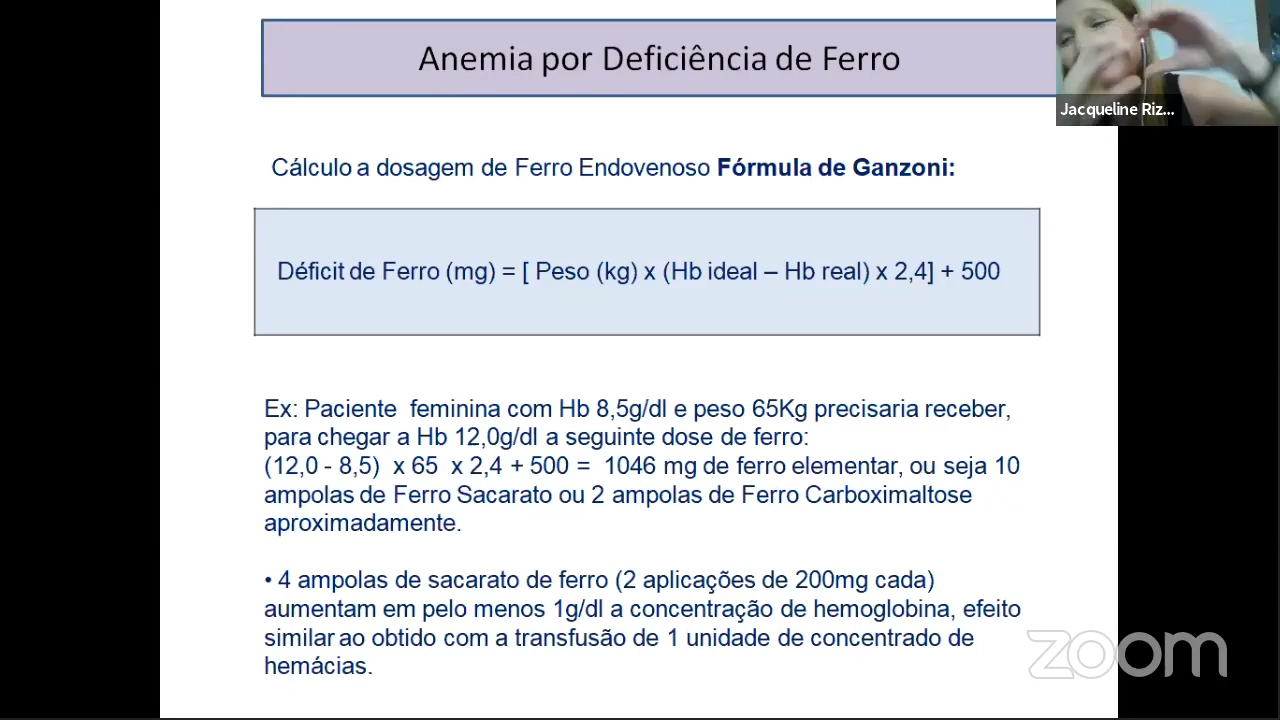 Anemia por Deficiência de Ferro
Jacqueline Riz...
Cálculo a dosagem de Ferro Endovenoso Fórmula de Ganzoni:
Déficit de Ferro (mg) = [ Peso (kg) x (Hb ideal – Hb real) x 2,4] + 500
Ex: Paciente feminina com Hb 8,5g/dl e peso 65Kg precisaria receber,
para chegar a Hb 12,0g/dl a seguinte dose de ferro:
(12,0 - 8,5) x 65 x 2,4 + 500 = 1046 mg de ferro elementar, ou seja 10
ampolas de Ferro Sacarato ou 2 ampolas de Ferro Carboximaltose
aproximadamente.
• 4 ampolas de sacarato de ferro (2 aplicações de 200mg cada)
aumentam em pelo menos 1g/dl a concentração de hemoglobina, efeito
similar ao obtido com a transfusão de 1 unidade de concentrado de
hemácias.
zoom